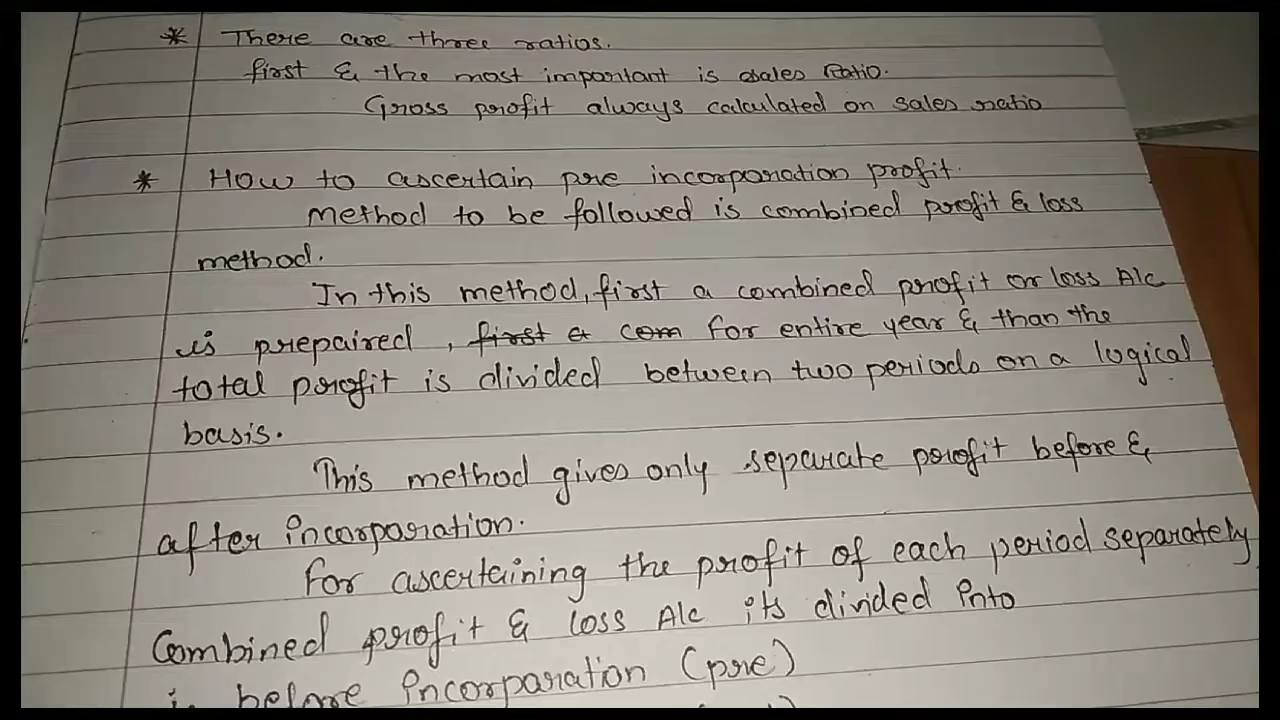 * There are three ratios.
first & the most important is sales Ratio.
Gross profit always calculated on sales ratio
* How to ascertain pre incorporation profit.
method to be followed is combined profit & loss
method.
In this method, first a combined profit or loss A/c
is prepaired, first a com for entire year & than the
total profit is divided between two periods on a logical
basis.
This method gives only separate profit before &
after incorporation.
For ascertaining the profit of each period separately
Combined profit & loss A/c its divided into
i. before incorporation (pre)